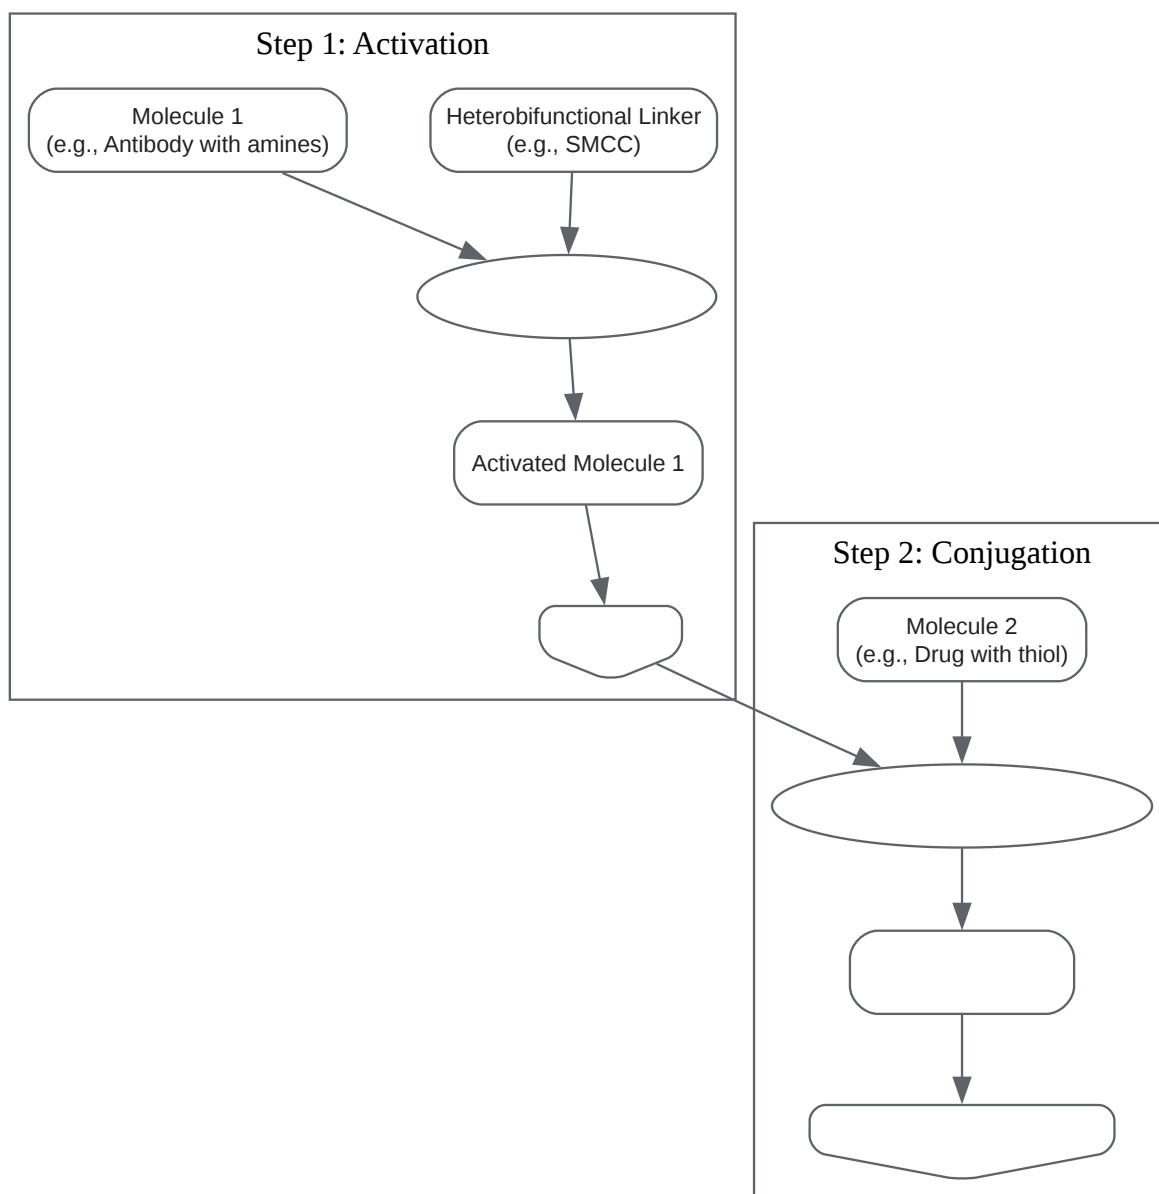 Step 1: Activation
Molecule 1
(e.g., Antibody with amines)
Heterobifunctional Linker
(e.g., SMCC)
Activated Molecule 1
Step 2: Conjugation
Molecule 2
(e.g., Drug with thiol)